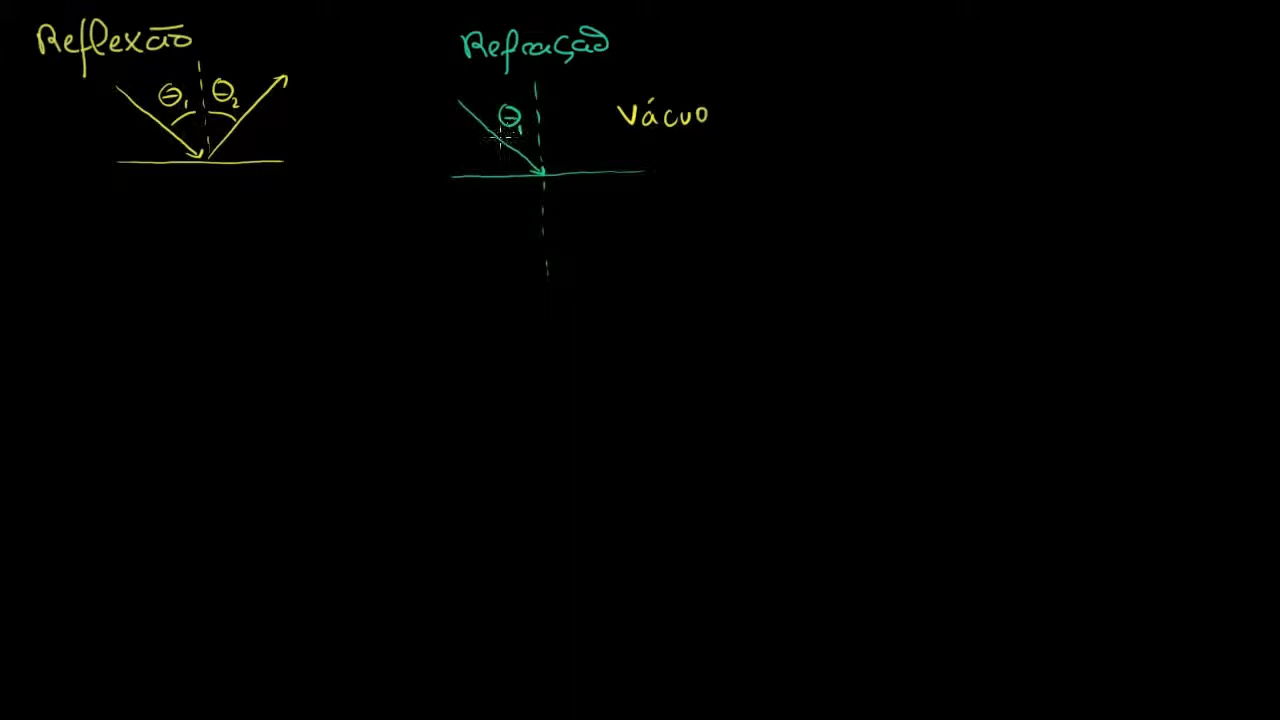 Reflexão
θ₁ θ₂
Refração
θ₁
Vácuo